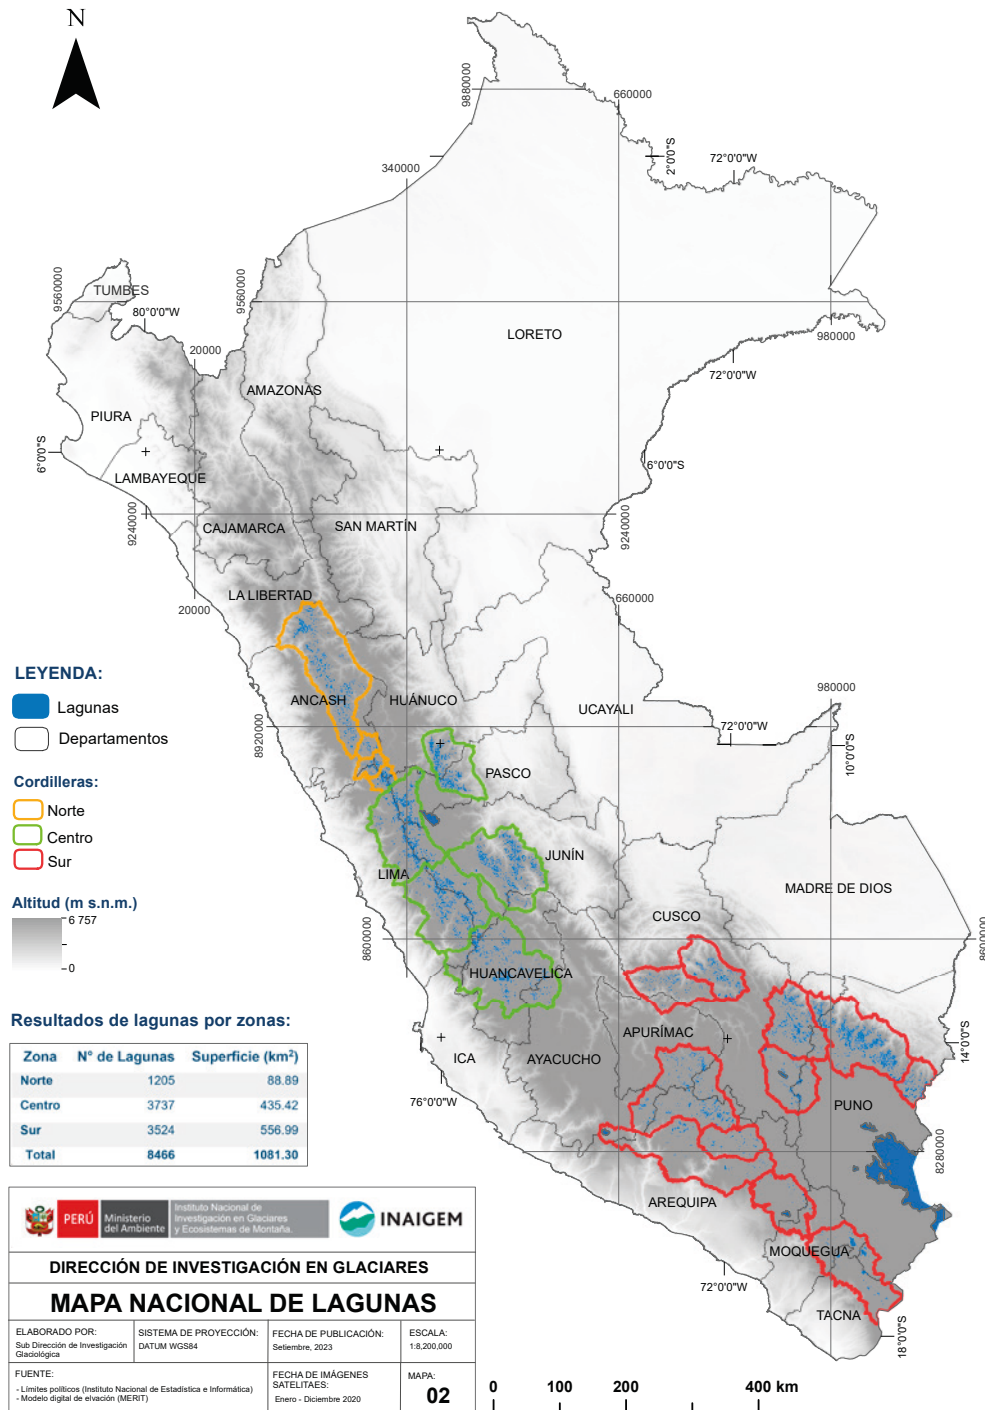 N
9880000
660000
2°0'0"S
72°0'0"W
340000
9560000
TUMBES
80°0'0"W
9560000
20000
LORETO
980000
72°0'0"W
AMAZONAS
PIURA
6°0'0"S
LAMBAYEQUE
6°0'0"S
9240000
CAJAMARCA
SAN MARTÍN
9240000
LA LIBERTAD
20000
660000
LEYENDA:
Lagunas
Departamentos
ANCASH
HUÁNUCO
UCAYALI
980000
8920000
72°0'0"W
10°0'0"S
PASCO
Cordilleras:
Norte
Centro
Sur
JUNÍN
LIMA
MADRE DE DIOS
Altitud (m s.n.m.)
6 757
0
CUSCO
8600000
8600000
HUANCAVELICA
Resultados de lagunas por zonas:
Zona N° de Lagunas Superficie (km²)
Norte 1205 88.89
Centro 3737 435.42
Sur 3524 556.99
Total 8466 1081.30
APURÍMAC
ICA
AYACUCHO
14°0'0"S
76°0'0"W
PUNO
8280000
AREQUIPA
MOQUEGUA
72°0'0"W
TACNA
18°0'0"S
PERÚ
Ministerio
del Ambiente
Instituto Nacional de
Investigación en Glaciares
y Ecosistemas de Montaña.
INAIGEM
DIRECCIÓN DE INVESTIGACIÓN EN GLACIARES
MAPA NACIONAL DE LAGUNAS
ELABORADO POR:
Sub Dirección de Investigación
Glaciológica
SISTEMA DE PROYECCIÓN:
DATUM WGS84
FECHA DE PUBLICACIÓN:
Setiembre, 2023
ESCALA:
1:8,200,000
FUENTE:
- Límites políticos (Instituto Nacional de Estadística e Informática)
- Modelo digital de elvación (MERIT)
FECHA DE IMÁGENES
SATELITAES:
Enero - Diciembre 2020
MAPA:
02
0 100 200 400 km